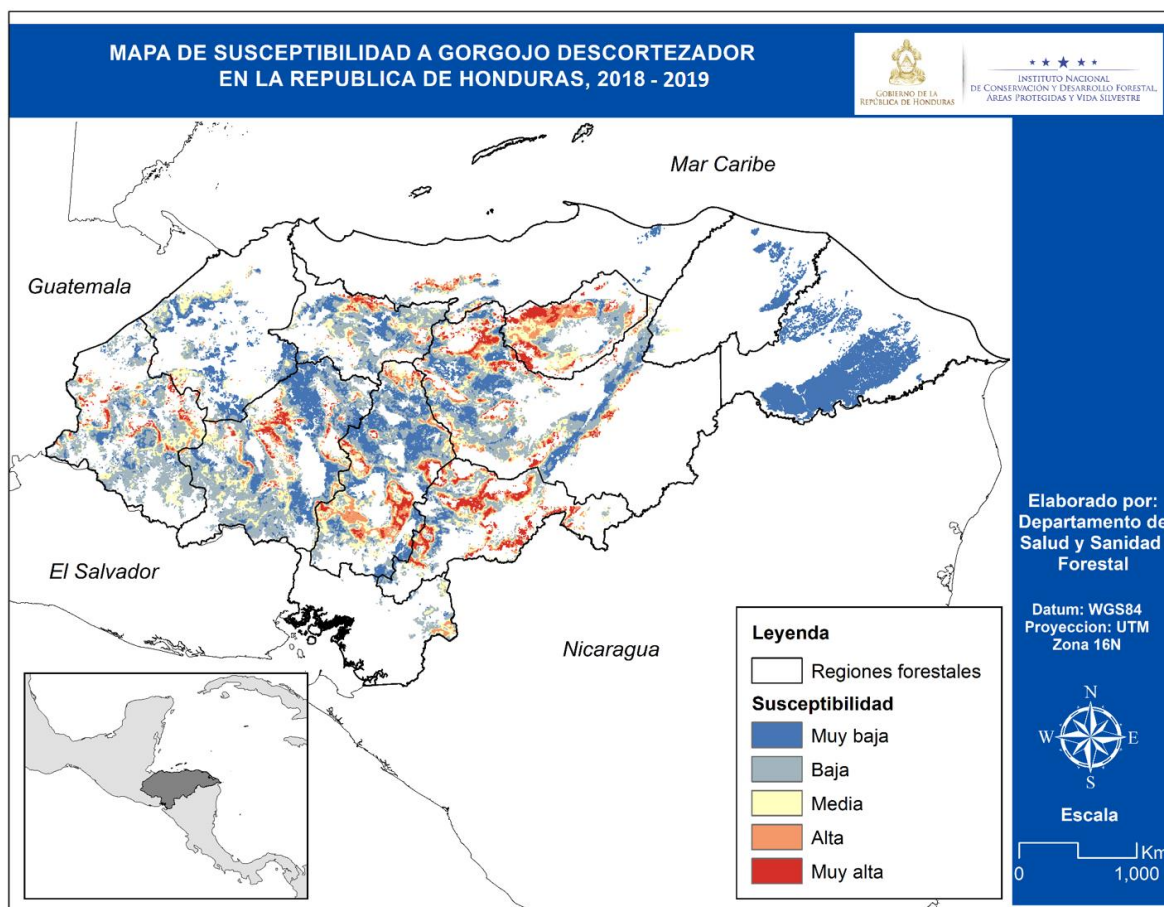 MAPA DE SUSCEPTIBILIDAD A GORGOJO DESCORTEZADOR
EN LA REPUBLICA DE HONDURAS, 2018 - 2019
GOBIERNO DE LA
REPÚBLICA DE HONDURAS
INSTITUTO NACIONAL
DE CONSERVACIÓN Y DESARROLLO FORESTAL,
ÁREAS PROTEGIDAS Y VIDA SILVESTRE
Mar Caribe
Guatemala
El Salvador
Nicaragua
Leyenda
Regiones forestales
Susceptibilidad
Muy baja
Baja
Media
Alta
Muy alta
Elaborado por:
Departamento de
Salud y Sanidad
Forestal
Datum: WGS84
Proyeccion: UTM
Zona 16N
N
W E
S
Escala
Km
0 1,000